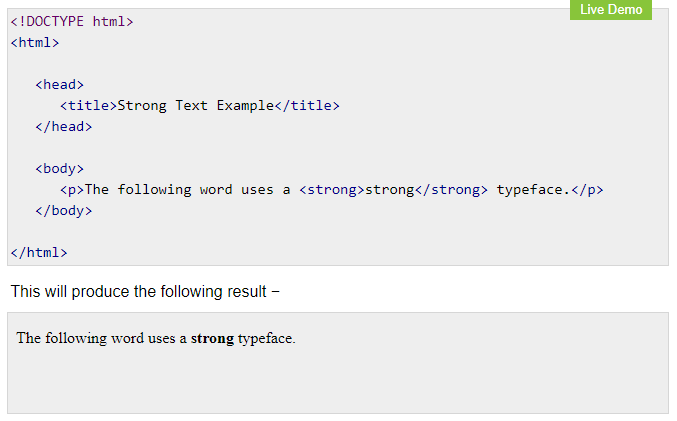 Live Demo
<!DOCTYPE html>
<html>
<head>
<title>Strong Text Example</title>
</head>
<body>
<p>The following word uses a <strong>strong</strong> typeface.</p>
</body>
</html>
This will produce the following result –
The following word uses a strong typeface.